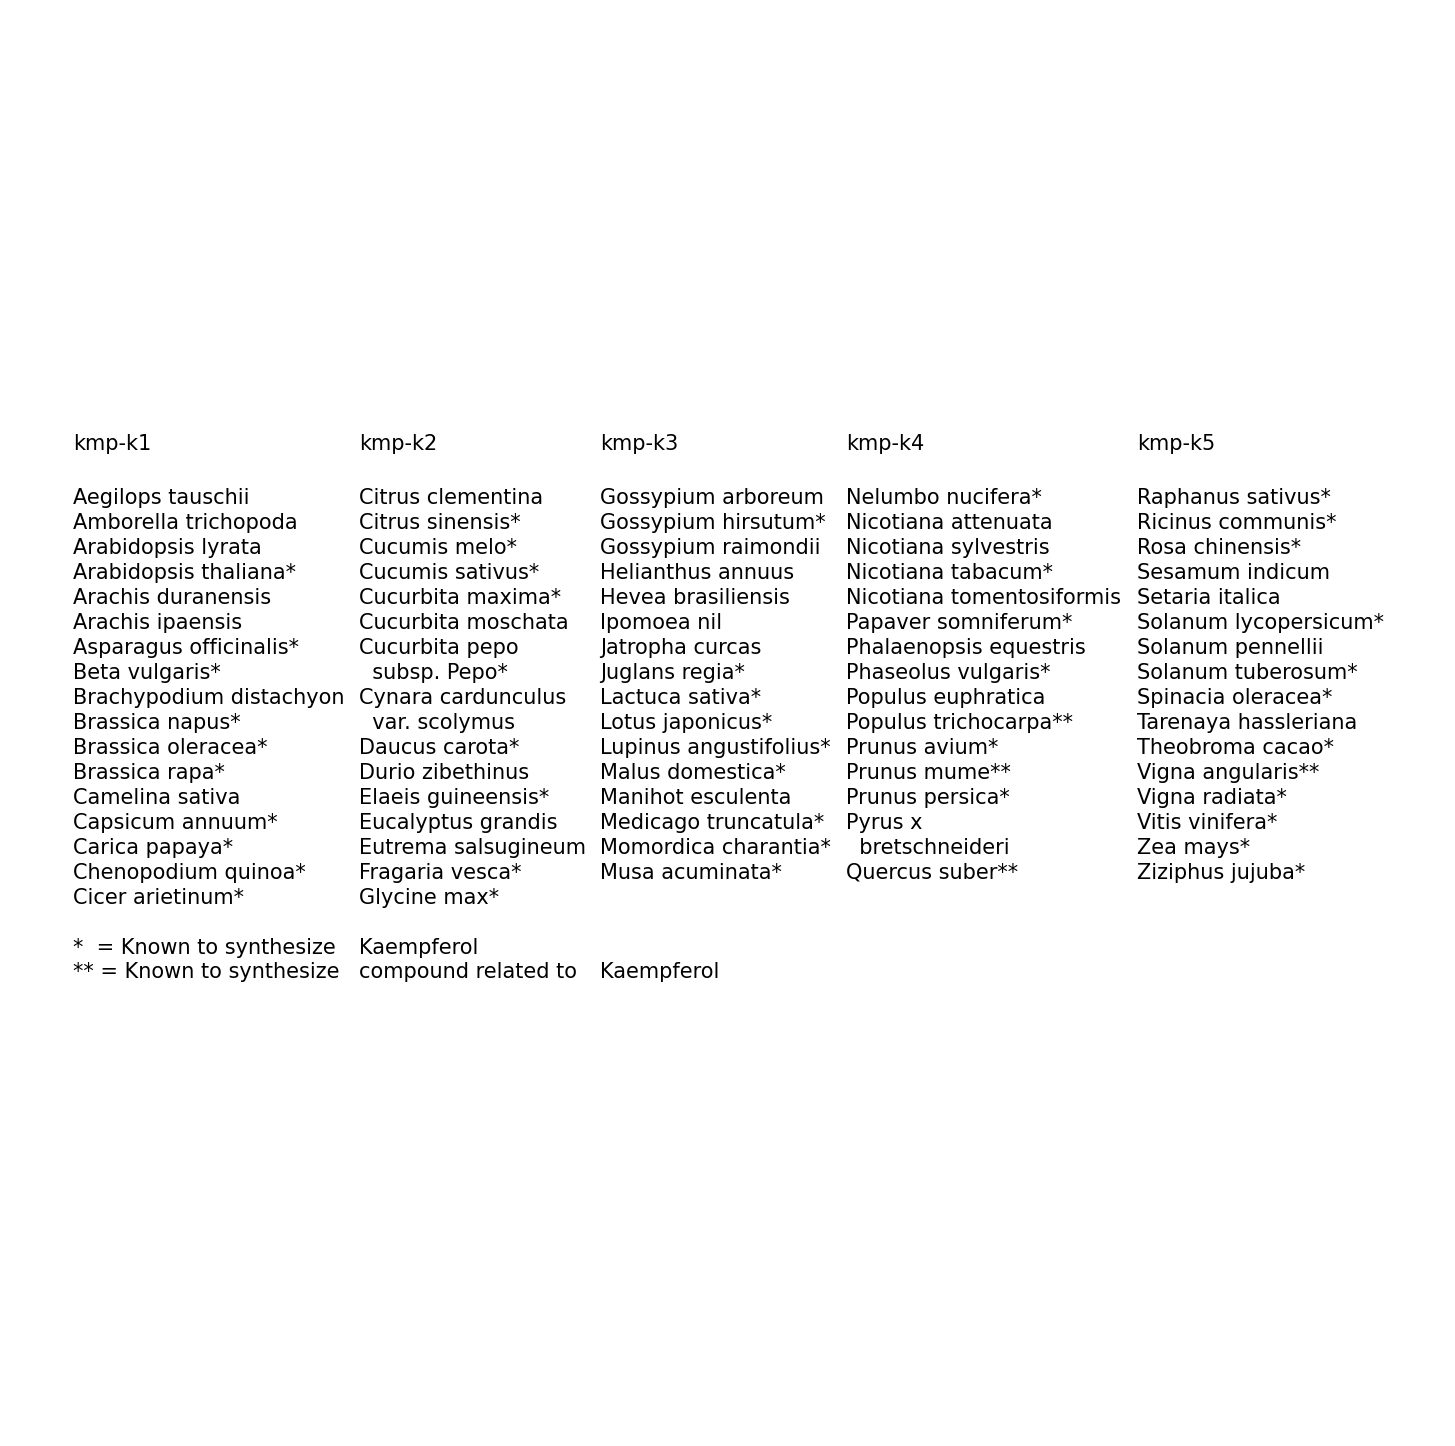 kmp-k1
Aegilops tauschii
Amborella trichopoda
Arabidopsis lyrata
Arabidopsis thaliana*
Arachis duranensis
Arachis ipaensis
Asparagus officinalis*
Beta vulgaris*
Brachypodium distachyon
Brassica napus*
Brassica oleracea*
Brassica rapa*
Camelina sativa
Capsicum annuum*
Carica papaya*
Chenopodium quinoa*
Cicer arietinum*
kmp-k2
Citrus clementina
Citrus sinensis*
Cucumis melo*
Cucumis sativus*
Cucurbita maxima*
Cucurbita moschata
Cucurbita pepo
subsp. Pepo*
Cynara cardunculus
var. scolymus
Daucus carota*
Durio zibethinus
Elaeis guineensis*
Eucalyptus grandis
Eutrema salsugineum
Fragaria vesca*
Glycine max*
kmp-k3
Gossypium arboreum
Gossypium hirsutum*
Gossypium raimondii
Helianthus annuus
Hevea brasiliensis
Ipomoea nil
Jatropha curcas
Juglans regia*
Lactuca sativa*
Lotus japonicus*
Lupinus angustifolius*
Malus domestica*
Manihot esculenta
Medicago truncatula*
Momordica charantia*
Musa acuminata*
kmp-k4
Nelumbo nucifera*
Nicotiana attenuata
Nicotiana sylvestris
Nicotiana tabacum*
Nicotiana tomentosiformis
Papaver somniferum*
Phalaenopsis equestris
Phaseolus vulgaris*
Populus euphratica
Populus trichocarpa**
Prunus avium*
Prunus mume**
Prunus persica*
Pyrus x
bretschneideri
Quercus suber**
kmp-k5
Raphanus sativus*
Ricinus communis*
Rosa chinensis*
Sesamum indicum
Setaria italica
Solanum lycopersicum*
Solanum pennellii
Solanum tuberosum*
Spinacia oleracea*
Tarenaya hassleriana
Theobroma cacao*
Vigna angularis**
Vigna radiata*
Vitis vinifera*
Zea mays*
Ziziphus jujuba*
* = Known to synthesize Kaempferol
** = Known to synthesize compound related to Kaempferol